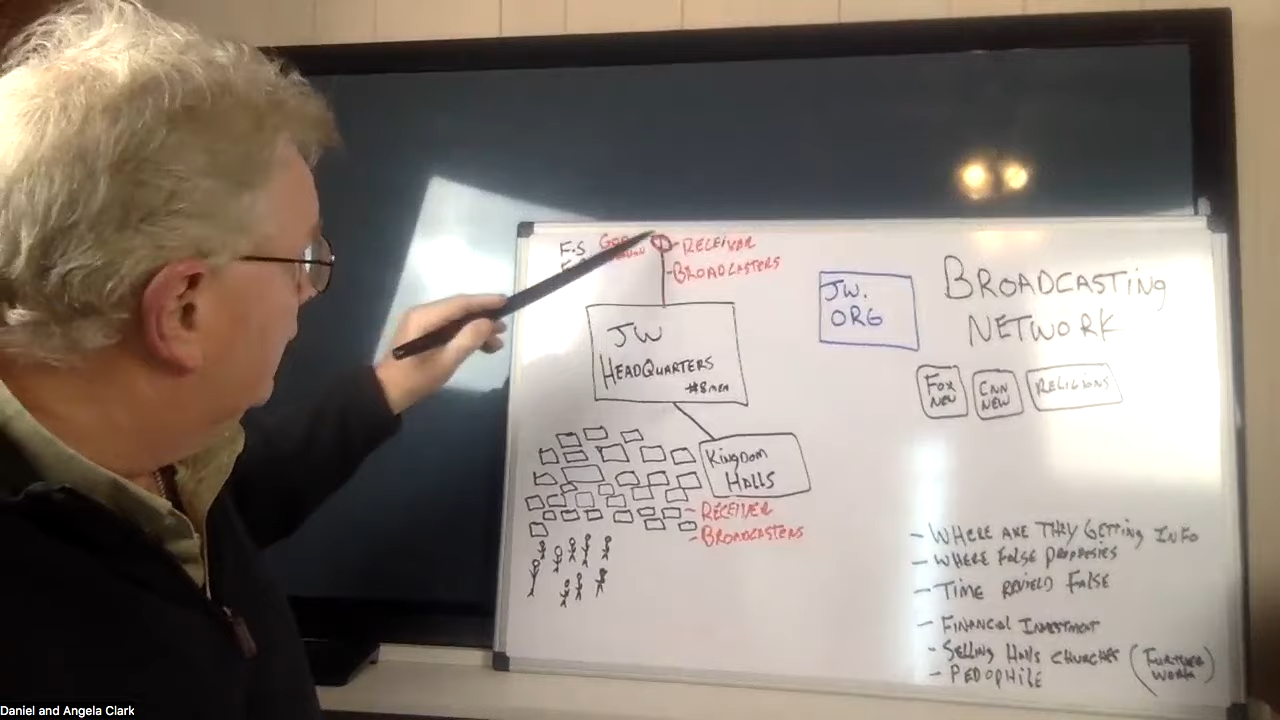 F.S
RECEIVER
BROADCASTERS
JW
HEADQUARTERS
#8 MEN
KINGDOM
HALLS
RECEIVER
BROADCASTERS
JW.
ORG
BROADCASTING
NETWORK
FOX
NEW
CNN
NEW
RELIGIONS
- WHERE ARE THEY GETTING INFO
- WHERE FALSE
- TIME FALSE
- FINANCIAL INVESTMENT
- SELLING HALLS CHURCHES (FURTHER
WORK)
- PEDOPHILE
Daniel and Angela Clark